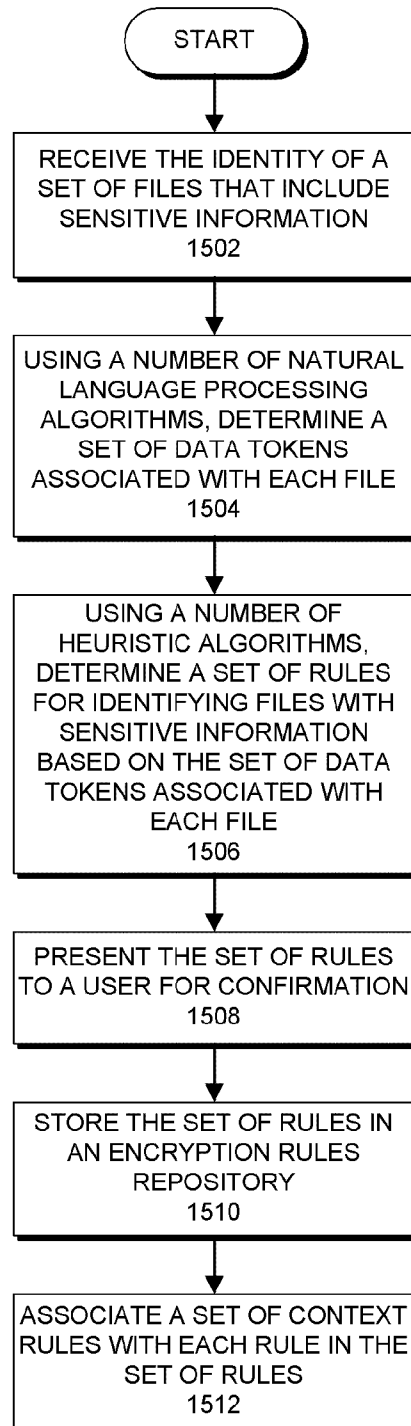 START
RECEIVE THE IDENTITY OF A
SET OF FILES THAT INCLUDE
SENSITIVE INFORMATION
1502
USING A NUMBER OF NATURAL
LANGUAGE PROCESSING
ALGORITHMS, DETERMINE A
SET OF DATA TOKENS
ASSOCIATED WITH EACH FILE
1504
USING A NUMBER OF
HEURISTIC ALGORITHMS,
DETERMINE A SET OF RULES
FOR IDENTIFYING FILES WITH
SENSITIVE INFORMATION
BASED ON THE SET OF DATA
TOKENS ASSOCIATED WITH
EACH FILE
1506
PRESENT THE SET OF RULES
TO A USER FOR CONFIRMATION
1508
STORE THE SET OF RULES IN
AN ENCRYPTION RULES
REPOSITORY
1510
ASSOCIATE A SET OF CONTEXT
RULES WITH EACH RULE IN THE
SET OF RULES
1512